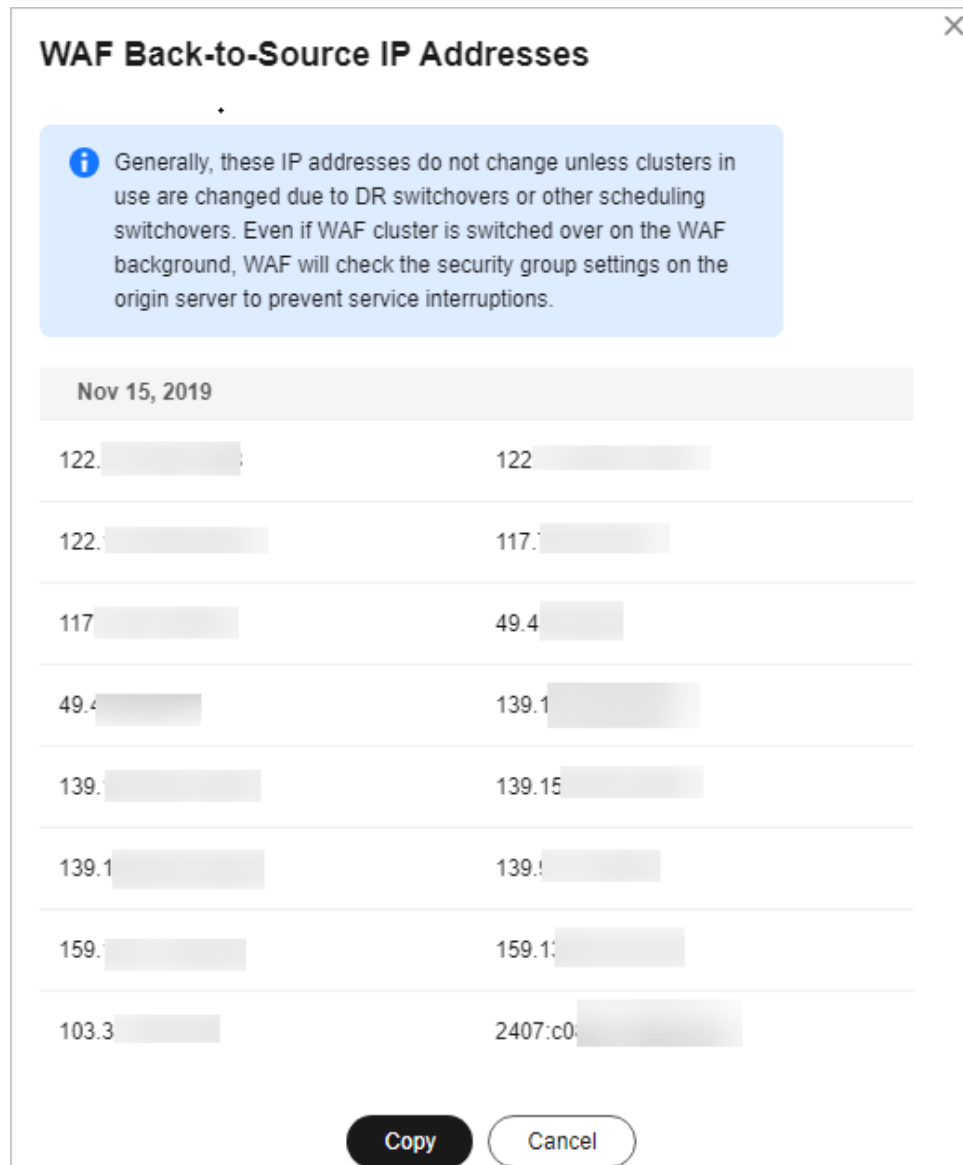 WAF Back-to-Source IP Addresses
Generally, these IP addresses do not change unless clusters in
use are changed due to DR switchovers or other scheduling
switchovers. Even if WAF cluster is switched over on the WAF
background, WAF will check the security group settings on the
origin server to prevent service interruptions.
Nov 15, 2019
122. 122
122. 117.
117 49.4
49. 139.1
139. 139.15
139.1 139.
159. 159.1
103.3 2407:c0
Copy Cancel